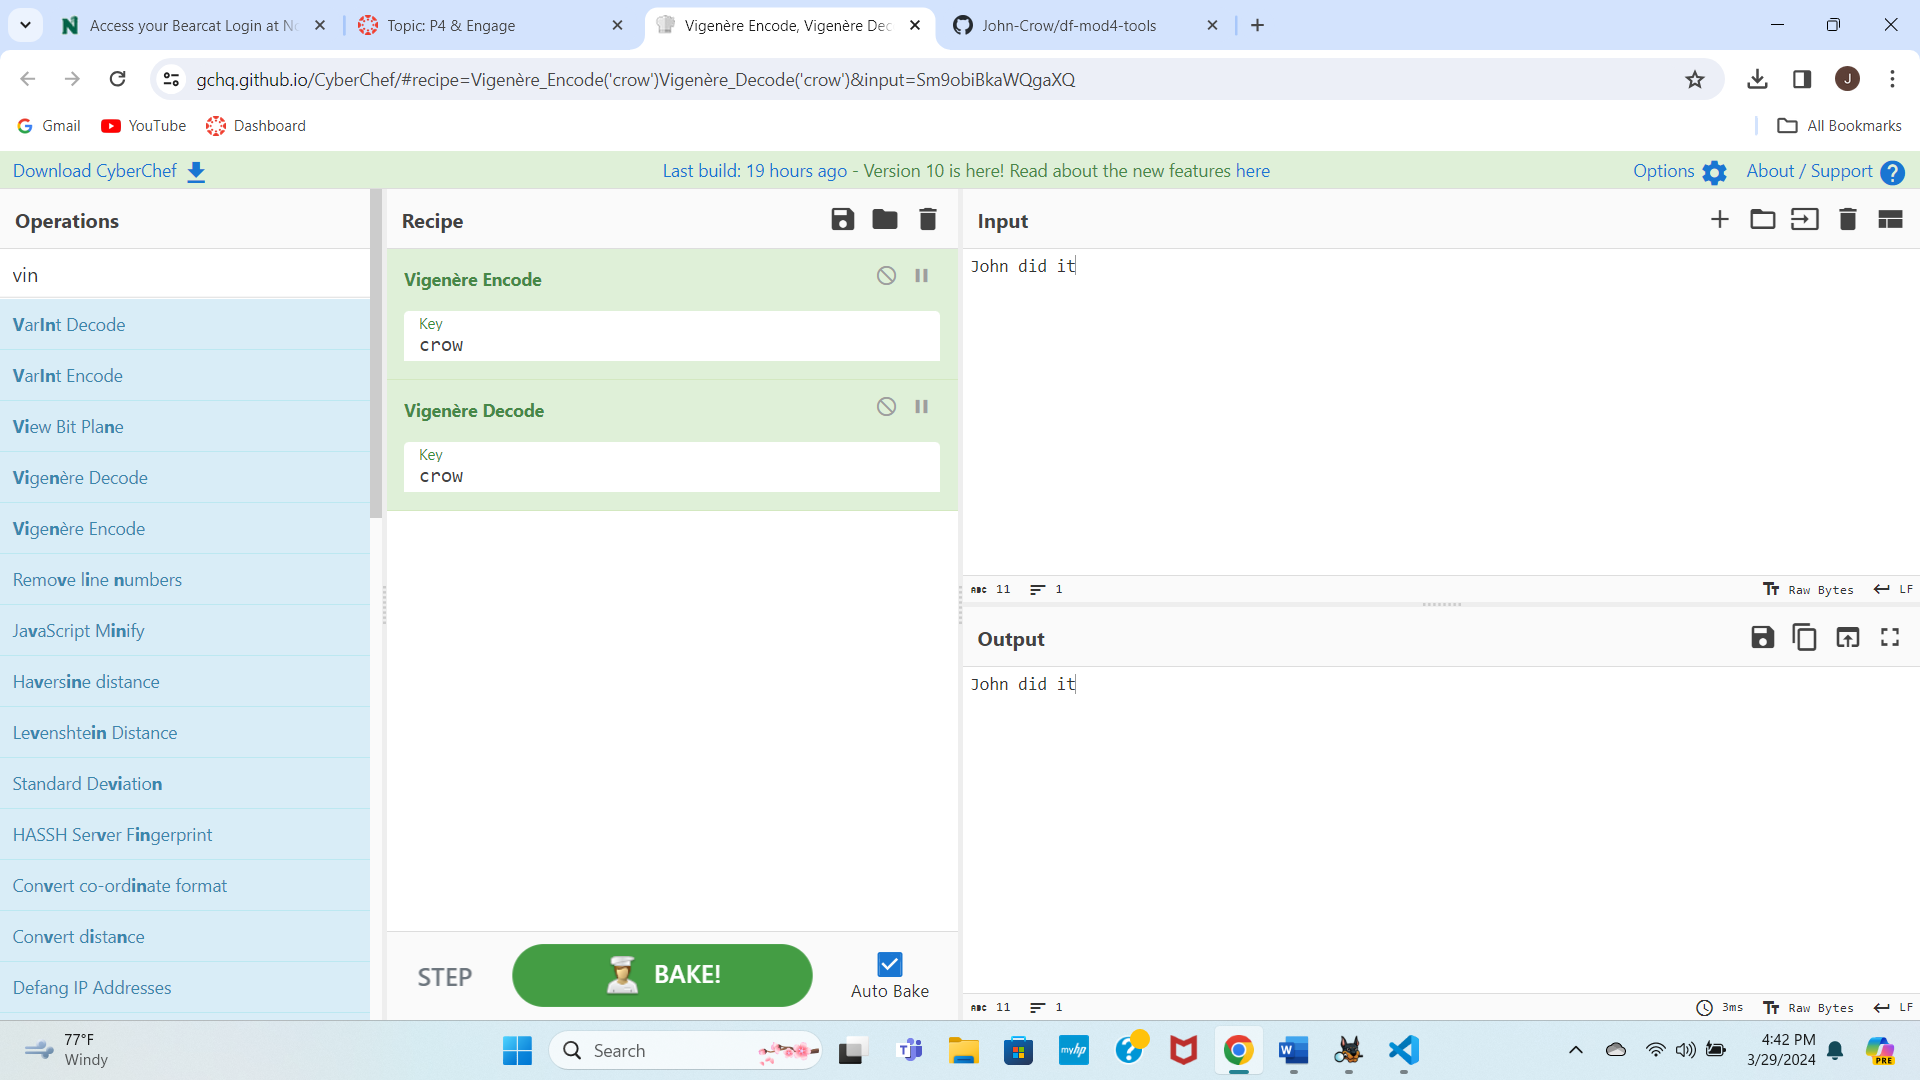 Access your Bearcat Login at No
Topic: P4 & Engage
Vigenère Encode, Vigenère Dec
John-Crow/df-mod4-tools
gchq.github.io/CyberChef/#recipe=Vigenère_Encode('crow')Vigenère_Decode('crow')&input=Sm9obiBkaWQgaXQ
J
Gmail
YouTube
Dashboard
All Bookmarks
Download CyberChef
Last build: 19 hours ago - Version 10 is here! Read about the new features here
Options
About / Support
Operations
vin
VarInt Decode
VarInt Encode
View Bit Plane
Vigenère Decode
Vigenère Encode
Remove line numbers
JavaScript Minify
Haversine distance
Levenshtein Distance
Standard Deviation
HASSH Server Fingerprint
Convert co-ordinate format
Convert distance
Defang IP Addresses
Recipe
Vigenère Encode
Key
crow
Vigenère Decode
Key
crow
STEP
BAKE!
Auto Bake
Input
John did it
ABC 11 1
Raw Bytes LF
Output
John did it
ABC 11 1
3ms Raw Bytes LF
77°F
Windy
Search
myhp
4:42 PM
3/29/2024
PRE